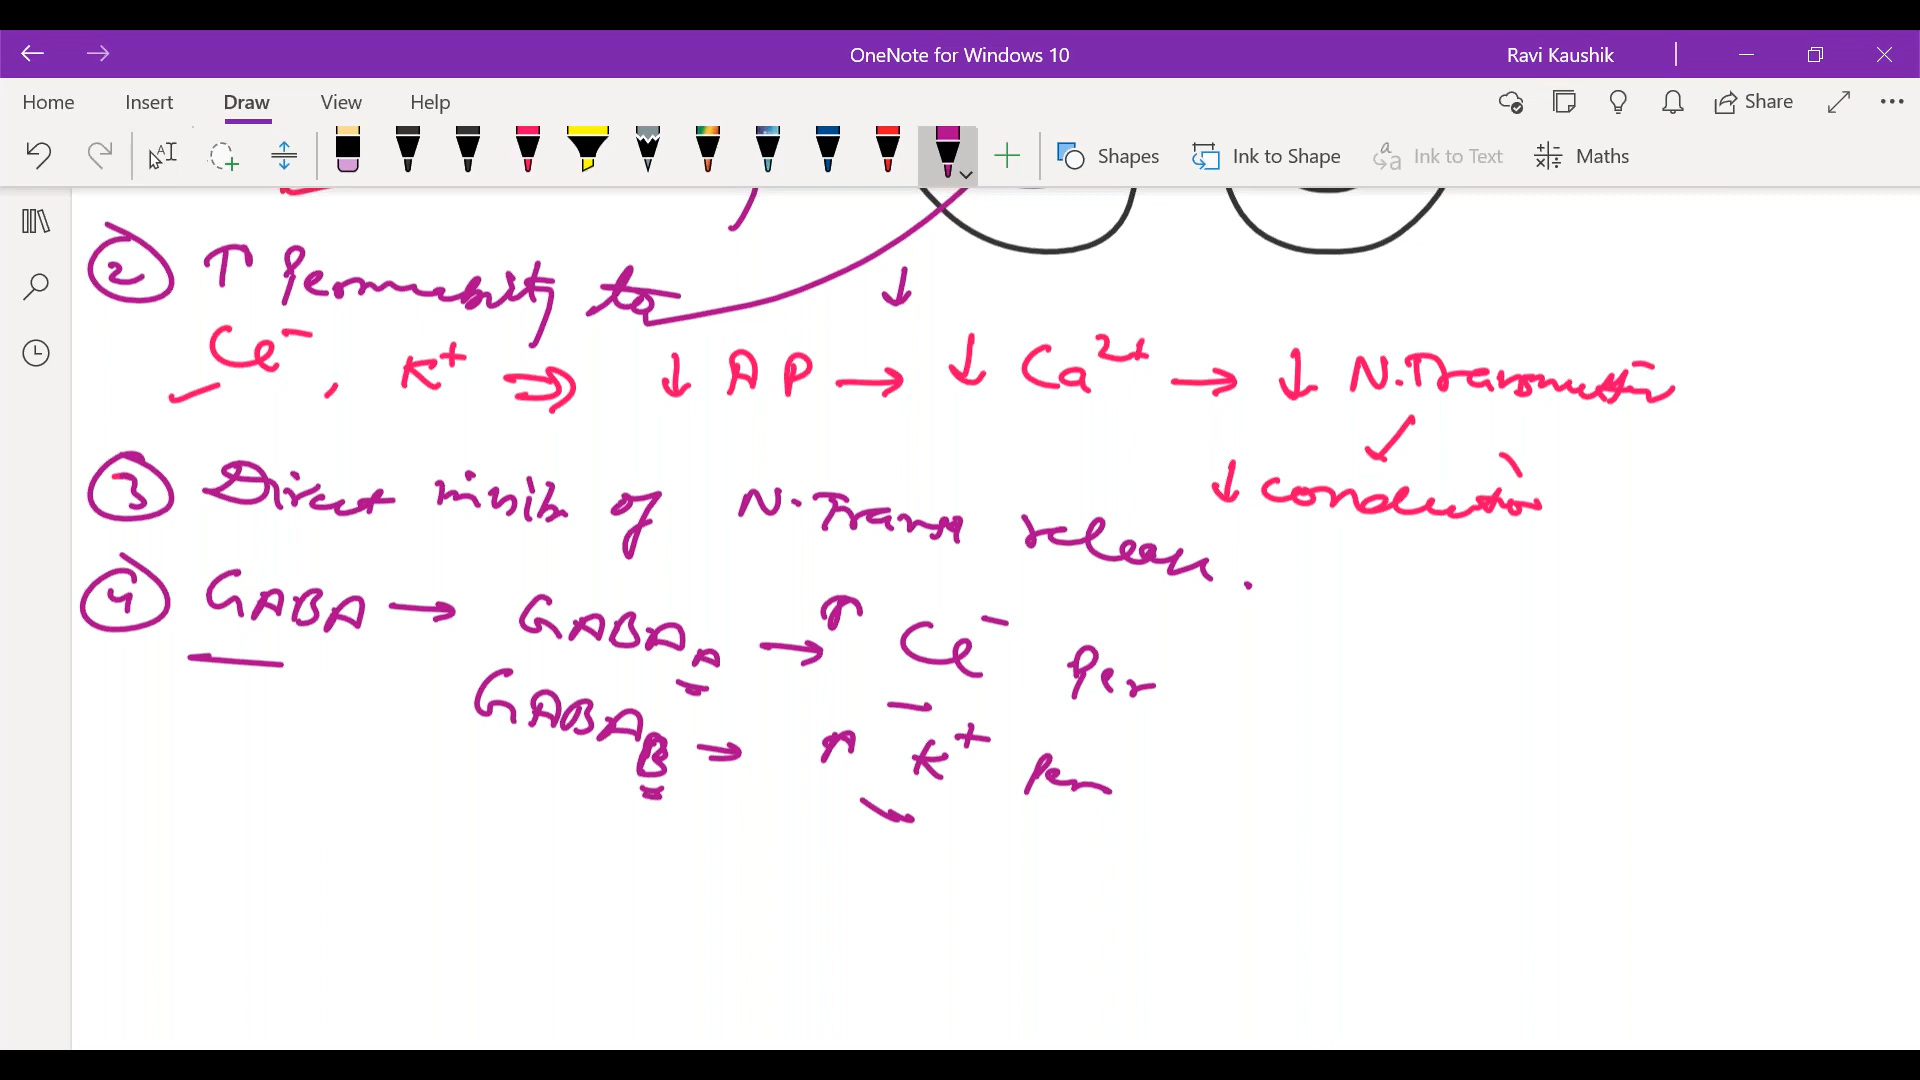 OneNote for Windows 10 Ravi Kaushik
Home Insert Draw View Help Share
Shapes Ink to Shape Ink to Text Maths
② ↑ Permeability to ↓
Cl⁻, K⁺ ⇒ ↓ AP → ↓ Ca²⁺ → ↓ N.Transmitter
↓ conduction
③ Direct inhib of N.Trans release.
④ GABA → GABA_A → ↑ Cl⁻ Per
GABA_B → ↑ K⁺ Per